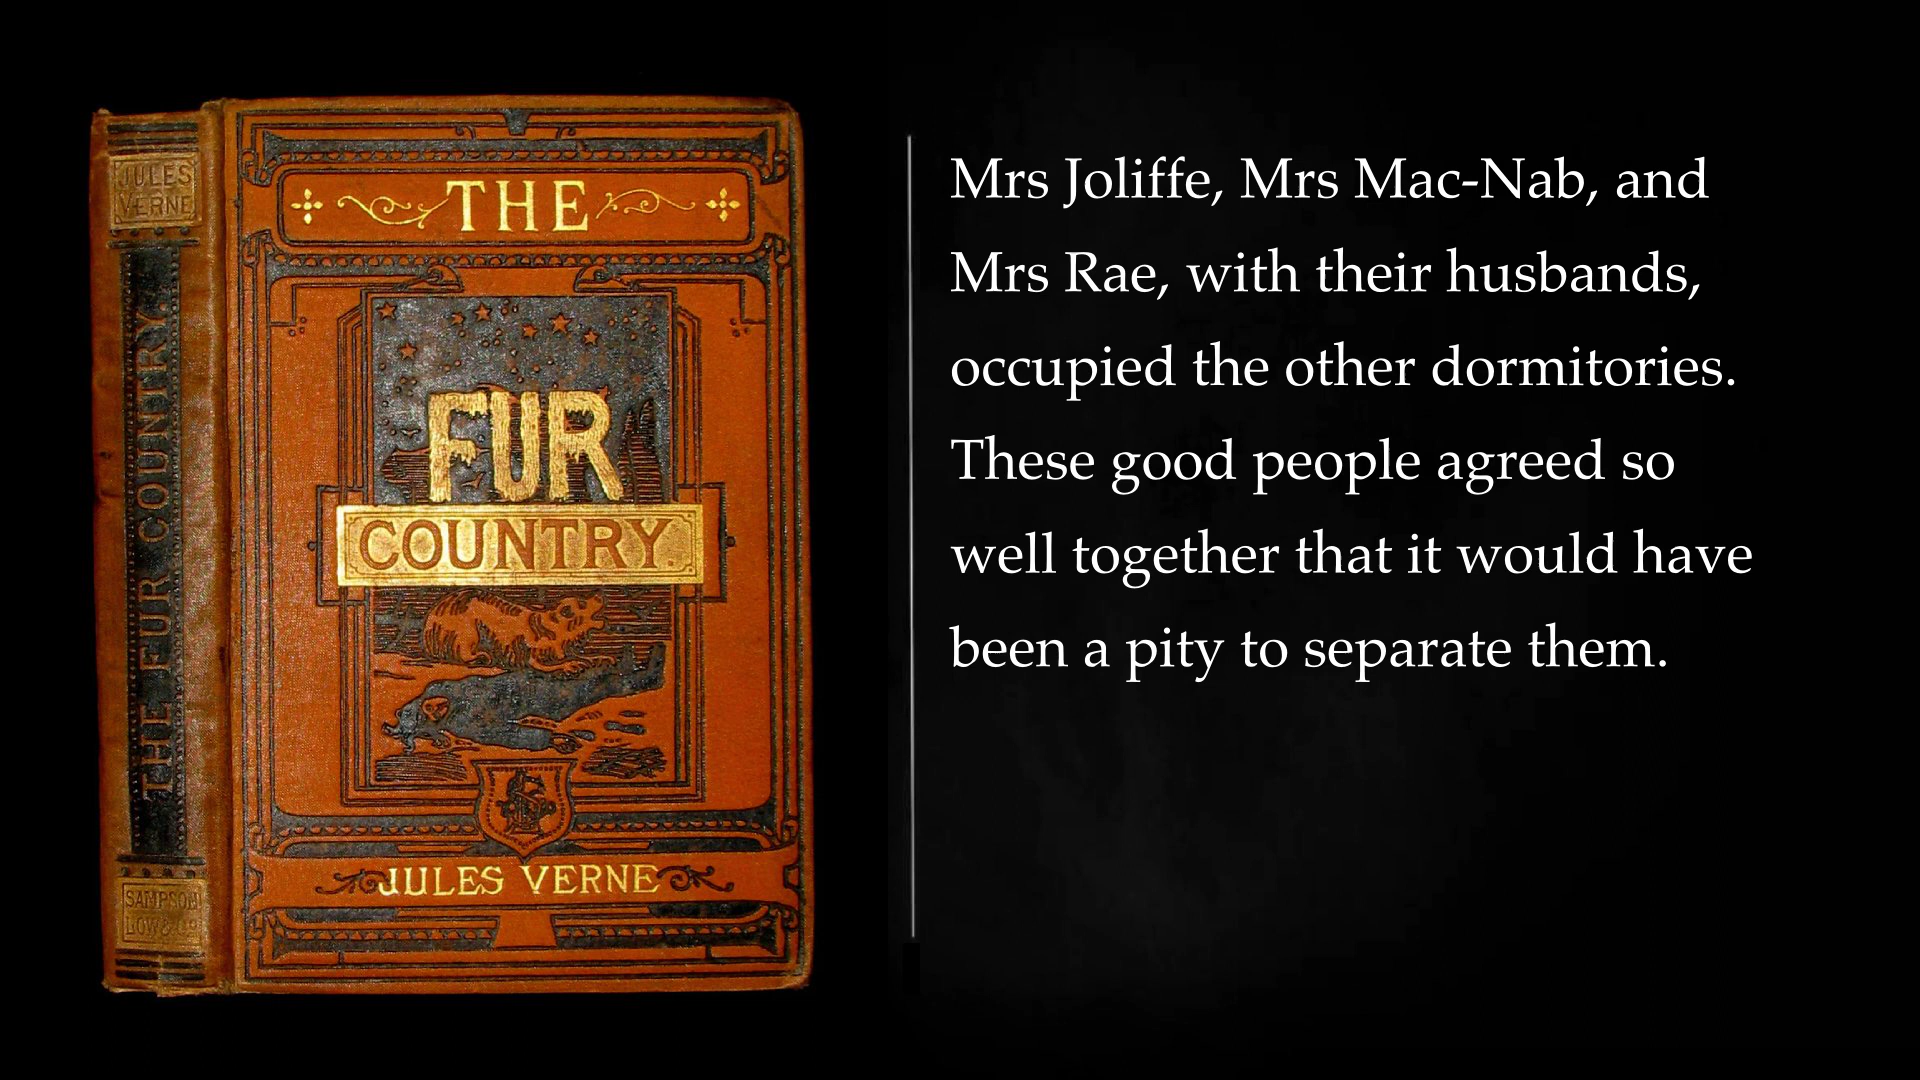 JULES
VERNE
THE FUR COUNTRY.
SAMPSON
LOW & Co
THE
FUR
COUNTRY.
JULES VERNE
Mrs Joliffe, Mrs Mac-Nab, and
Mrs Rae, with their husbands,
occupied the other dormitories.
These good people agreed so
well together that it would have
been a pity to separate them.